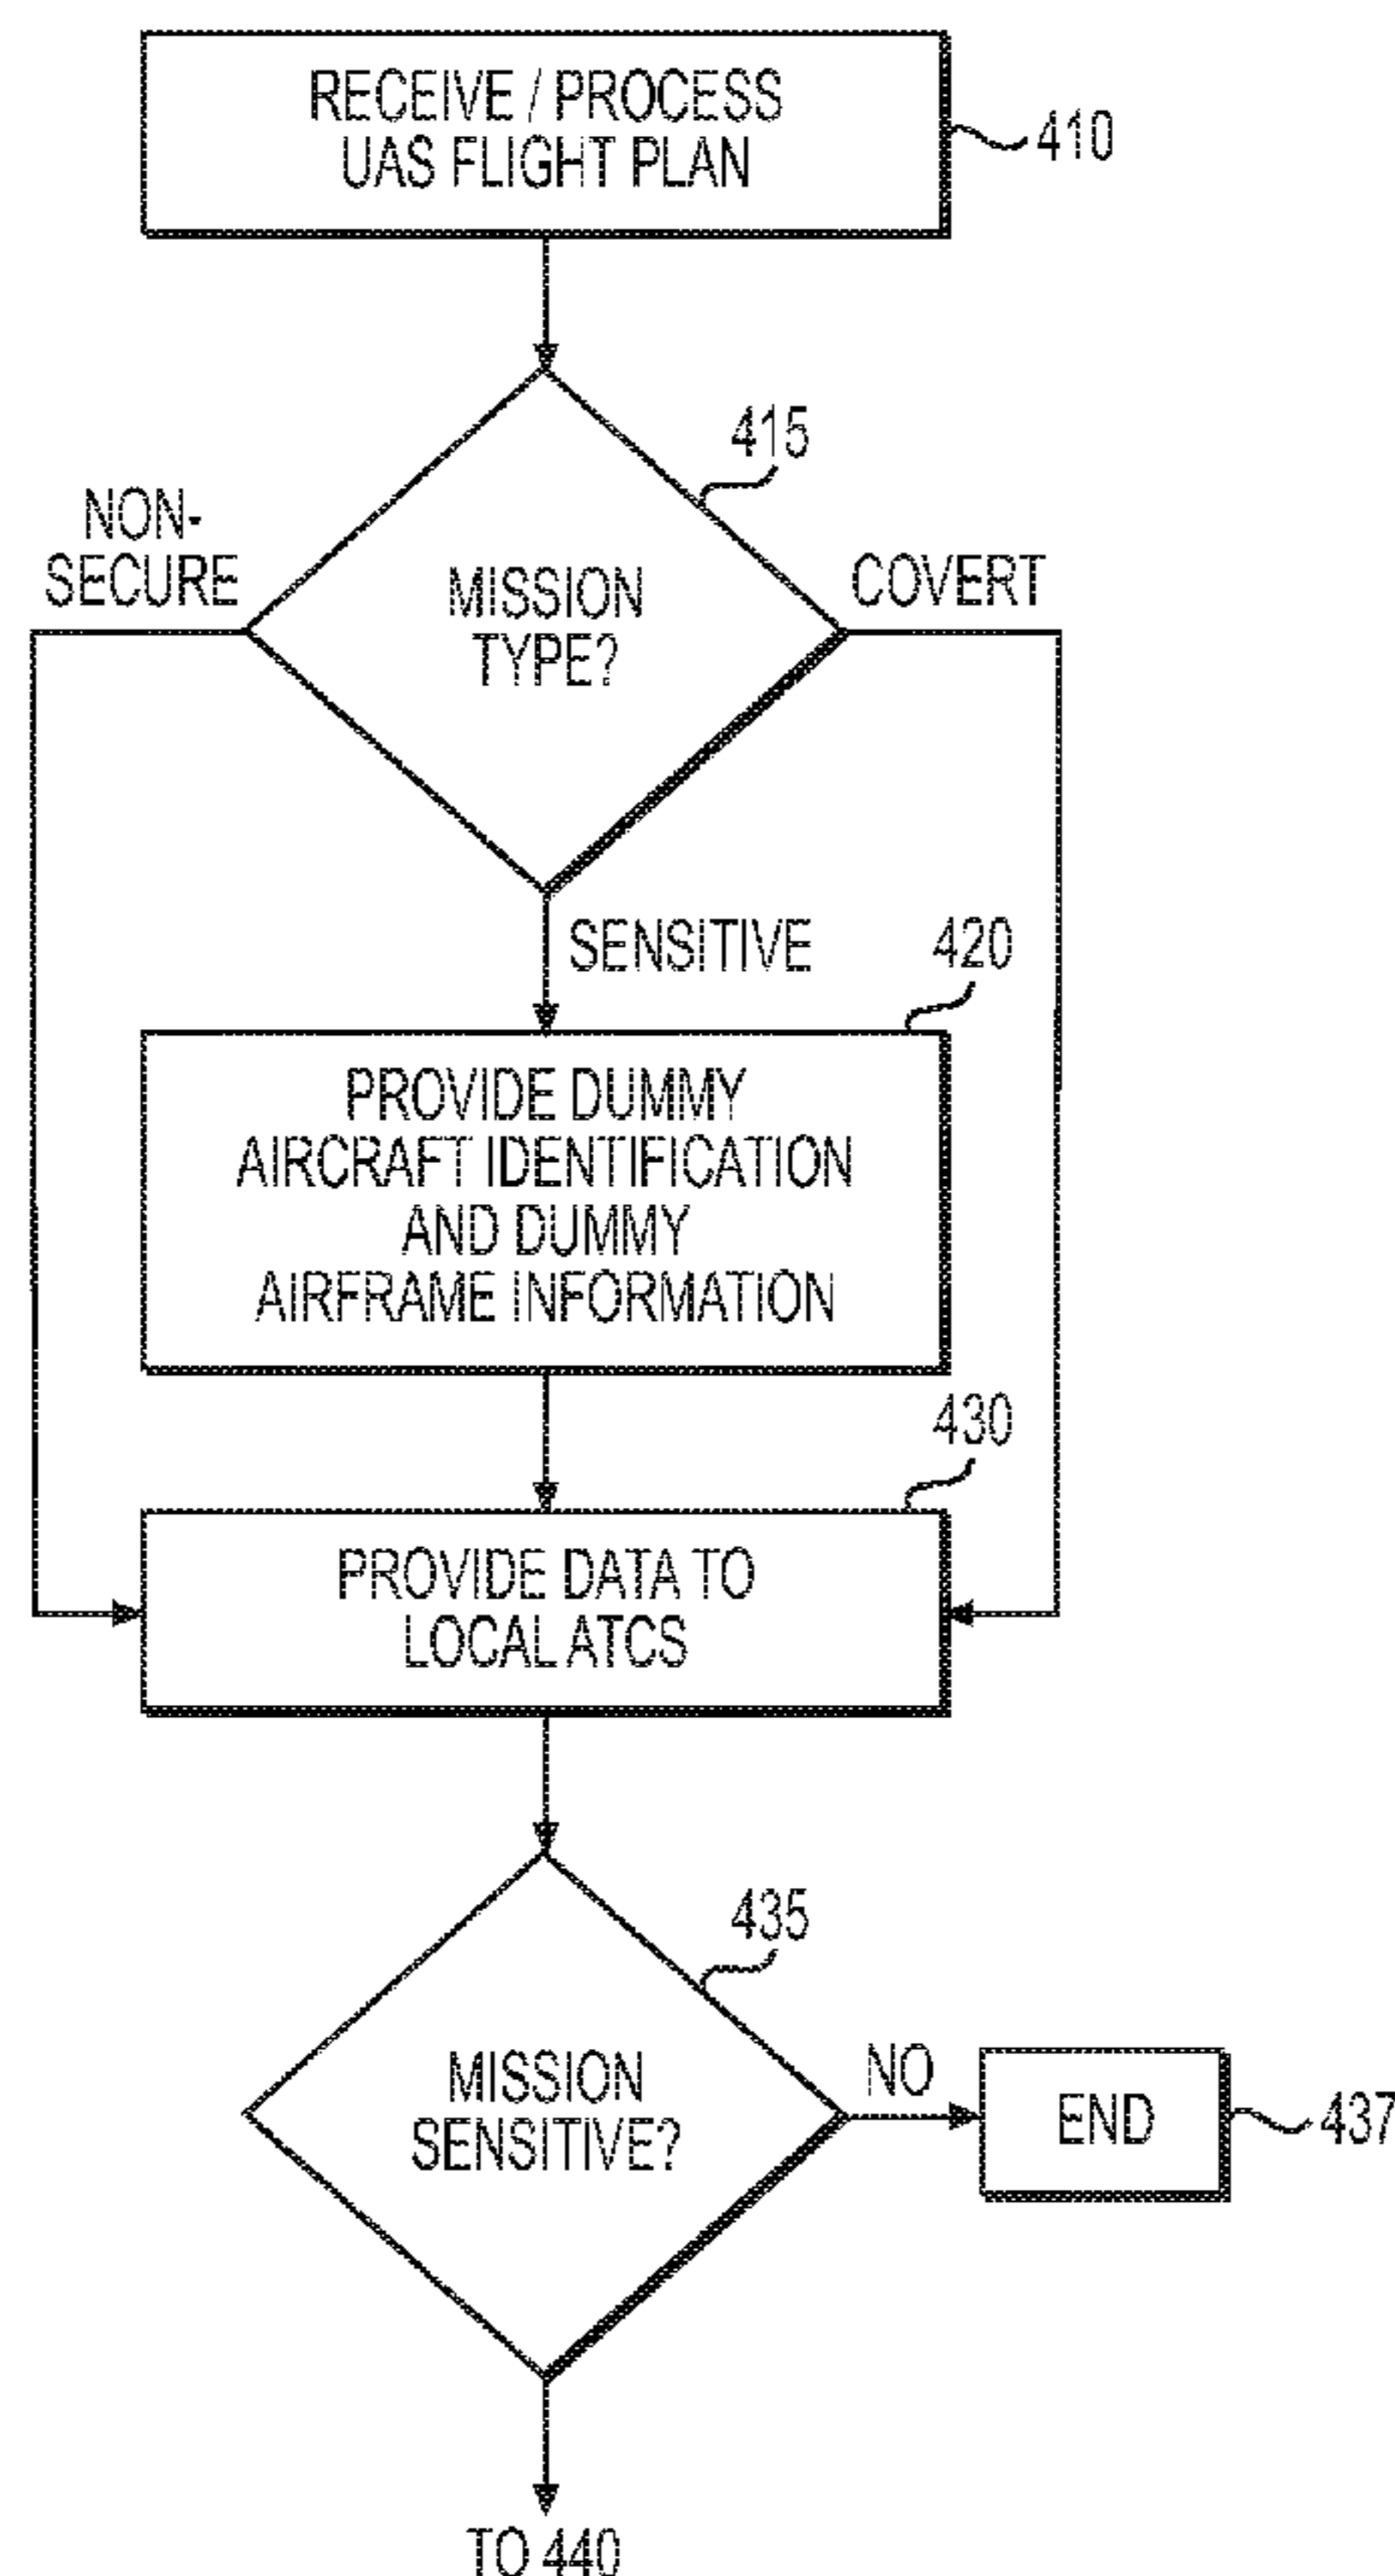 RECEIVE / PROCESS
UAS FLIGHT PLAN
410
415
NON-
SECURE
MISSION
TYPE?
COVERT
SENSITIVE
420
PROVIDE DUMMY
AIRCRAFT IDENTIFICATION
AND DUMMY
AIRFRAME INFORMATION
430
PROVIDE DATA TO
LOCAL ATCS
435
MISSION
SENSITIVE?
NO
END
437
TO 440